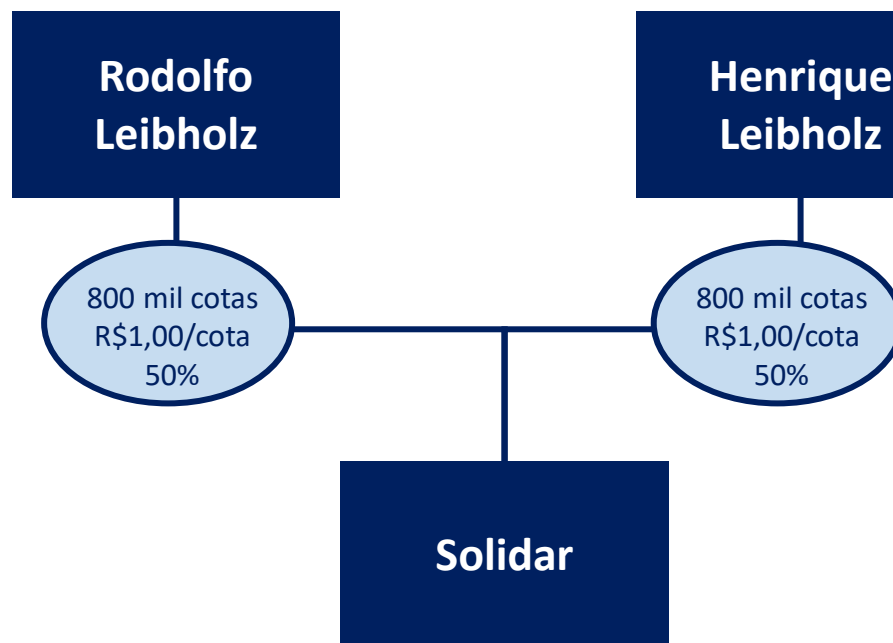 Rodolfo
Leibholz
Henrique
Leibholz
800 mil cotas
R$1,00/cota
50%
800 mil cotas
R$1,00/cota
50%
Solidar